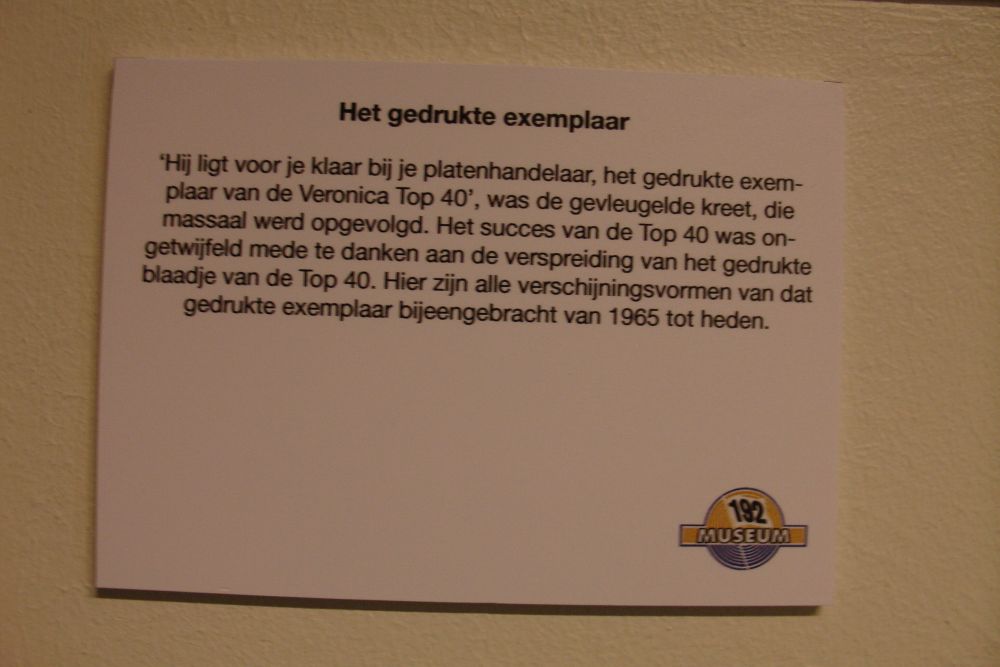 Het gedrukte exemplaar
‘Hij ligt voor je klaar bij je platenhandelaar, het gedrukte exem-
plaar van de Veronica Top 40’, was de gevleugelde kreet, die
massaal werd opgevolgd. Het succes van de Top 40 was on-
getwijfeld mede te danken aan de verspreiding van het gedrukte
blaadje van de Top 40. Hier zijn alle verschijningsvormen van dat
gedrukte exemplaar bijeengebracht van 1965 tot heden.
192
MUSEUM